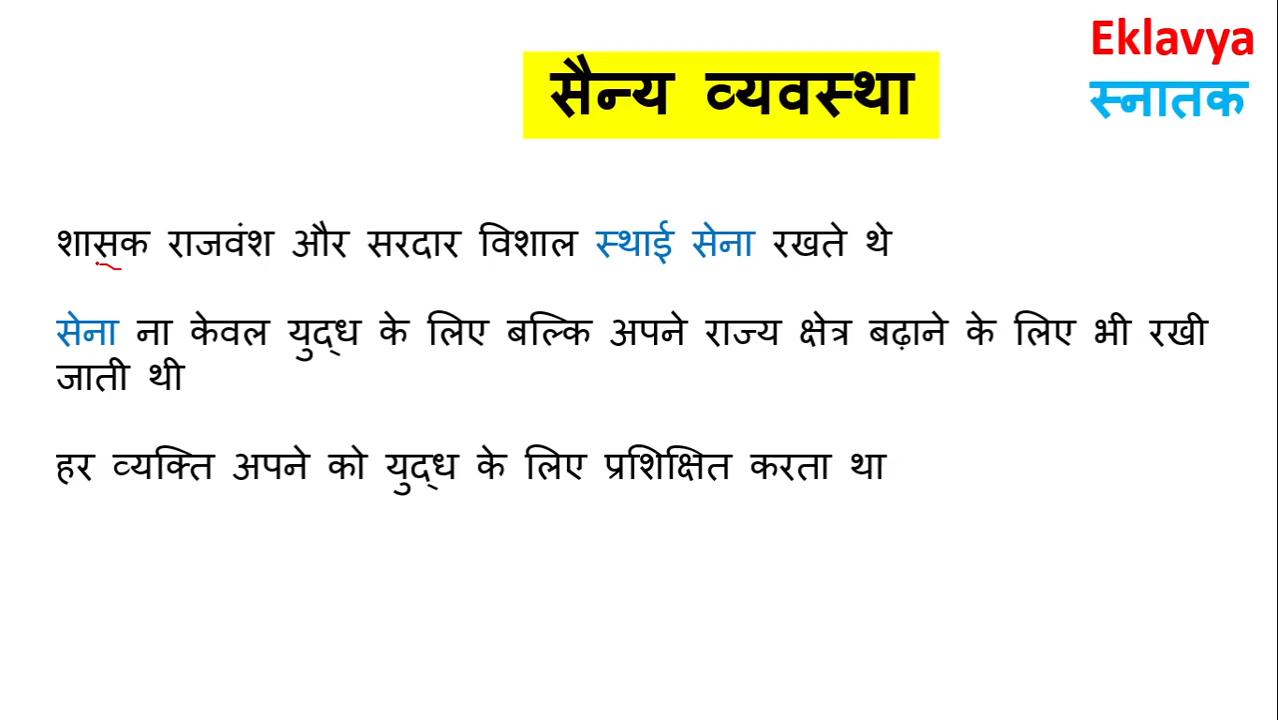 Eklavya
स्नातक
सैन्य व्यवस्था
शासक राजवंश और सरदार विशाल स्थाई सेना रखते थे
सेना ना केवल युद्ध के लिए बल्कि अपने राज्य क्षेत्र बढ़ाने के लिए भी रखी
जाती थी
हर व्यक्ति अपने को युद्ध के लिए प्रशिक्षित करता था